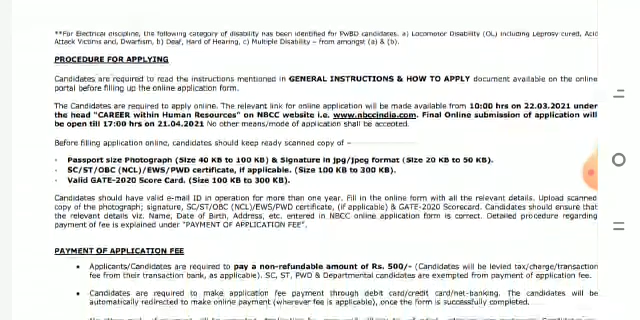 **For Electrical discipline, the following category of disability has been identified for PwBD candidates. a) Locomotor Disability (OL) including Leprosy cured, Acid
Attack Victims and, Dwarfism, b) Deaf, Hard of Hearing, c) Multiple Disability – from amongst (a) & (b).
PROCEDURE FOR APPLYING
Candidates are required to read the instructions mentioned in GENERAL INSTRUCTIONS & HOW TO APPLY document available on the online
portal before filling up the online application form.
The Candidates are required to apply online. The relevant link for online application will be made available from 10:00 hrs on 22.03.2021 under
the head "CAREER within Human Resources" on NBCC website i.e. www.nbccindia.com. Final Online submission of application will
be open till 17:00 hrs on 21.04.2021 No other means/mode of application shall be accepted.
Before filling application online, candidates should keep ready scanned copy of –
- Passport size Photograph (Size 40 KB to 100 KB) & Signature in jpg/jpeg format (Size 20 KB to 50 KB).
- SC/ST/OBC (NCL)/EWS/PWD certificate, if applicable. (Size 100 KB to 300 KB).
- Valid GATE-2020 Score Card. (Size 100 KB to 300 KB).
Candidates should have valid e-mail ID in operation for more than one year. Fill in the online form with all the relevant details. Upload scanned
copy of the photograph; signature, SC/ST/OBC (NCL)/EWS/PWD certificate, (if applicable) & GATE-2020 Scorecard. Candidates should ensure that
the relevant details viz. Name, Date of Birth, Address, etc. entered in NBCC online application form is correct. Detailed procedure regarding
payment of fee is explained under "PAYMENT OF APPLICATION FEE".
PAYMENT OF APPLICATION FEE
• Applicants/Candidates are required to pay a non-refundable amount of Rs. 500/- (Candidates will be levied tax/charge/transaction
fee from their transaction bank, as applicable). SC, ST, PWD & Departmental candidates are exempted from payment of application fee.
• Candidates are required to make application fee payment through debit card/credit card/net-banking. The candidates will be
automatically redirected to make online payment (wherever fee is applicable), once the form is successfully completed.